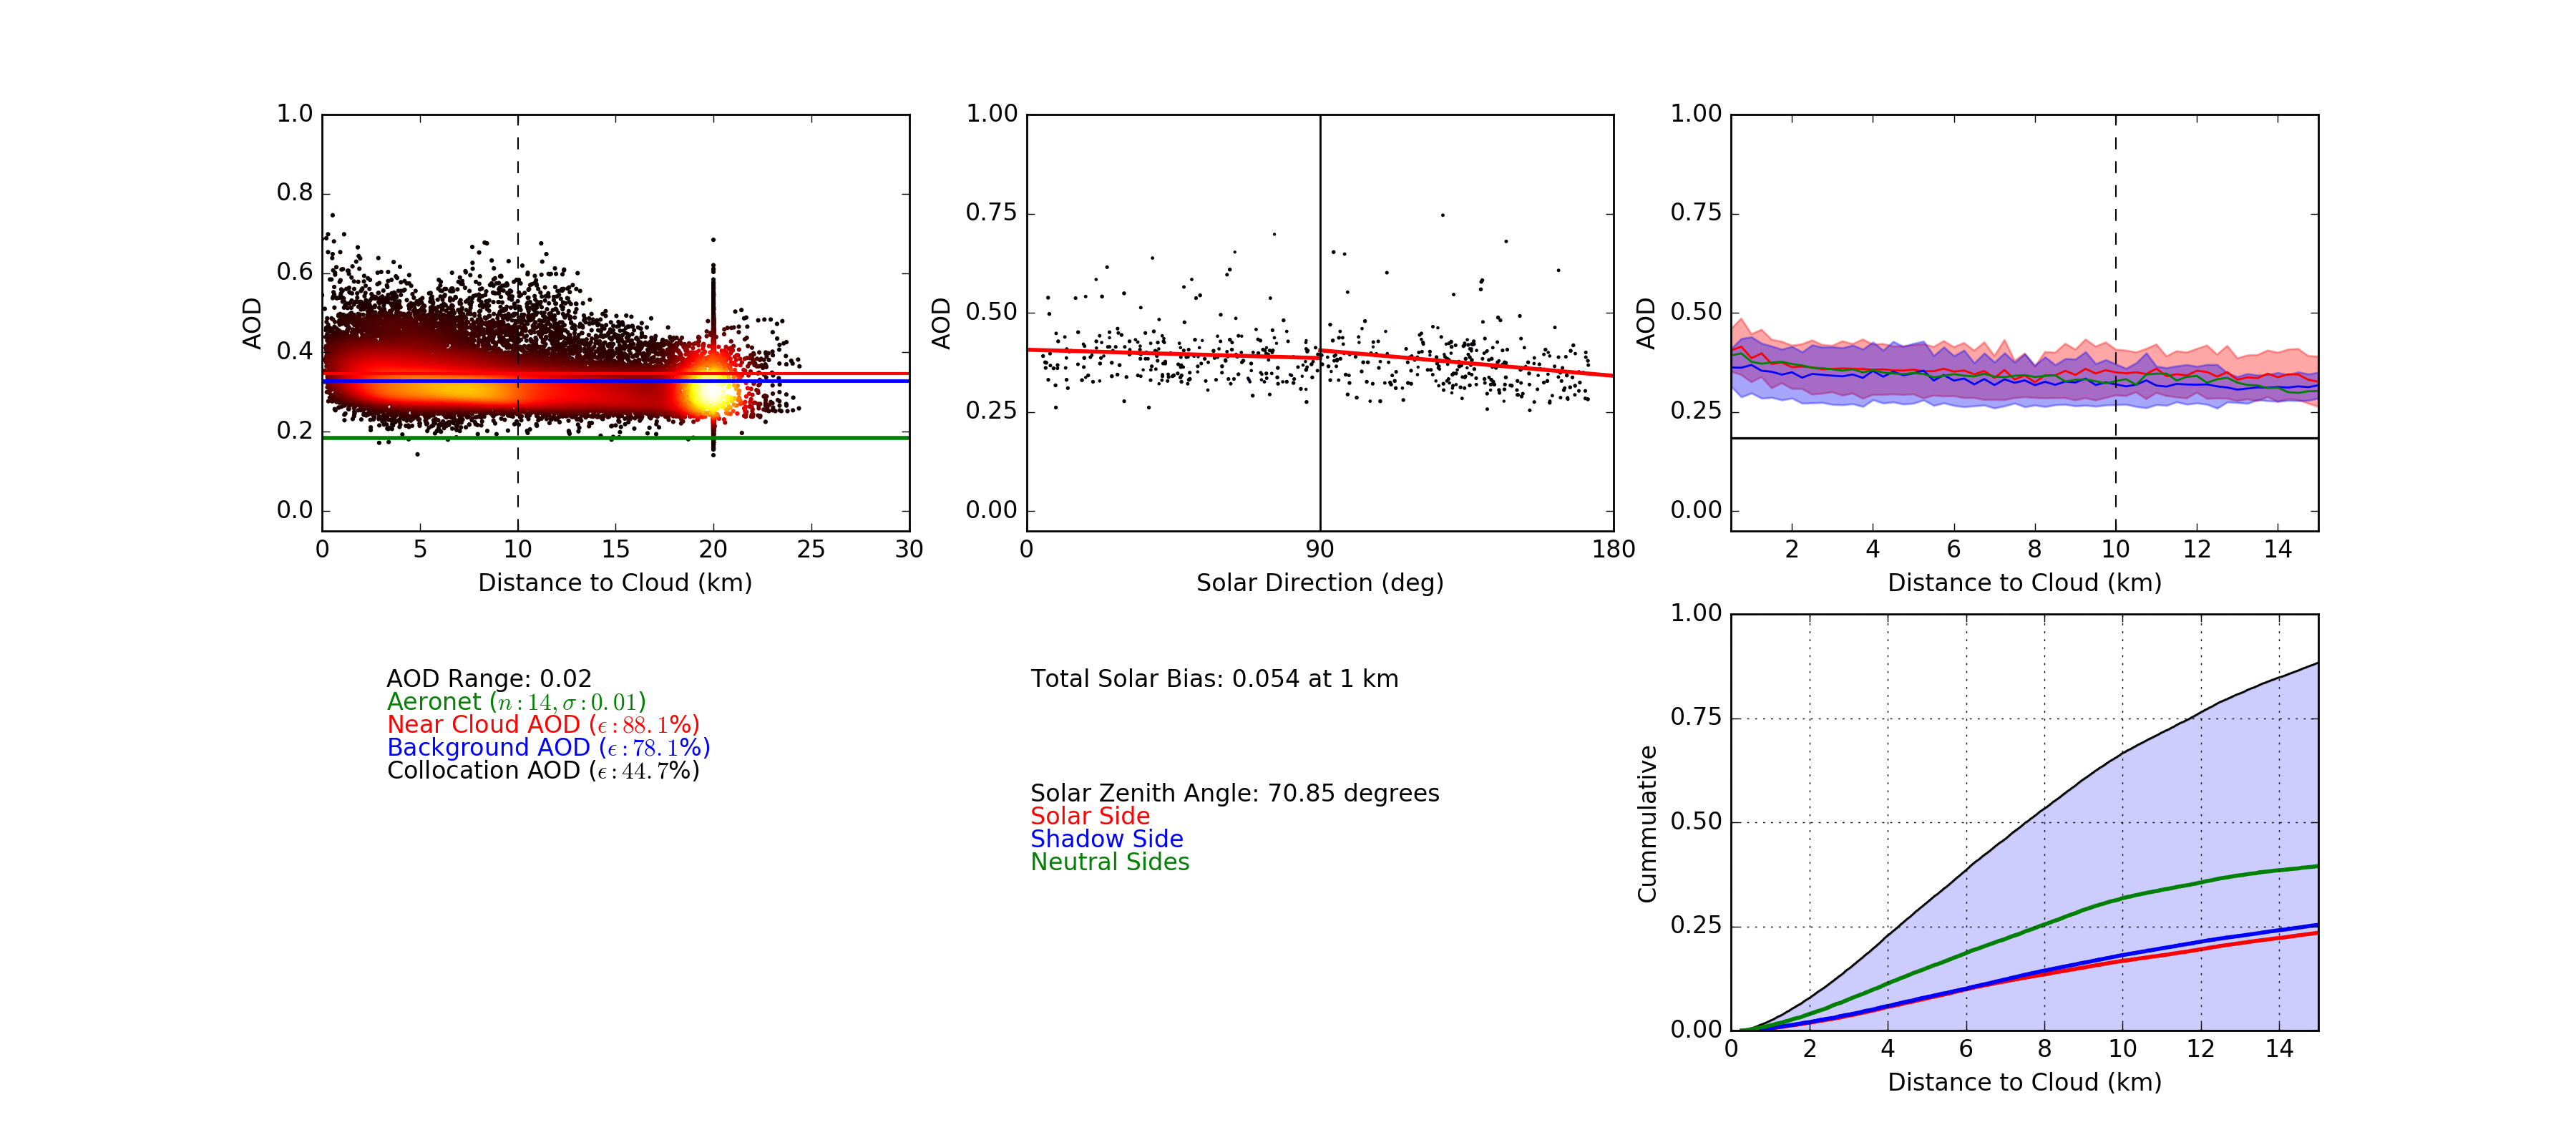 1.0
0.8
0.6
0.4
0.2
0.0
AOD
0 5 10 15 20 25 30
Distance to Cloud (km)
1.00
0.75
0.50
0.25
0.00
AOD
0 90 180
Solar Direction (deg)
1.00
0.75
0.50
0.25
0.00
AOD
2 4 6 8 10 12 14
Distance to Cloud (km)
AOD Range: 0.02
Aeronet (n : 14, σ : 0.01)
Near Cloud AOD (ϵ : 88.1%)
Background AOD (ϵ : 78.1%)
Collocation AOD (ϵ : 44.7%)
Total Solar Bias: 0.054 at 1 km
Solar Zenith Angle: 70.85 degrees
Solar Side
Shadow Side
Neutral Sides
1.00
0.75
0.50
0.25
0.00
Cummulative
0 2 4 6 8 10 12 14
Distance to Cloud (km)